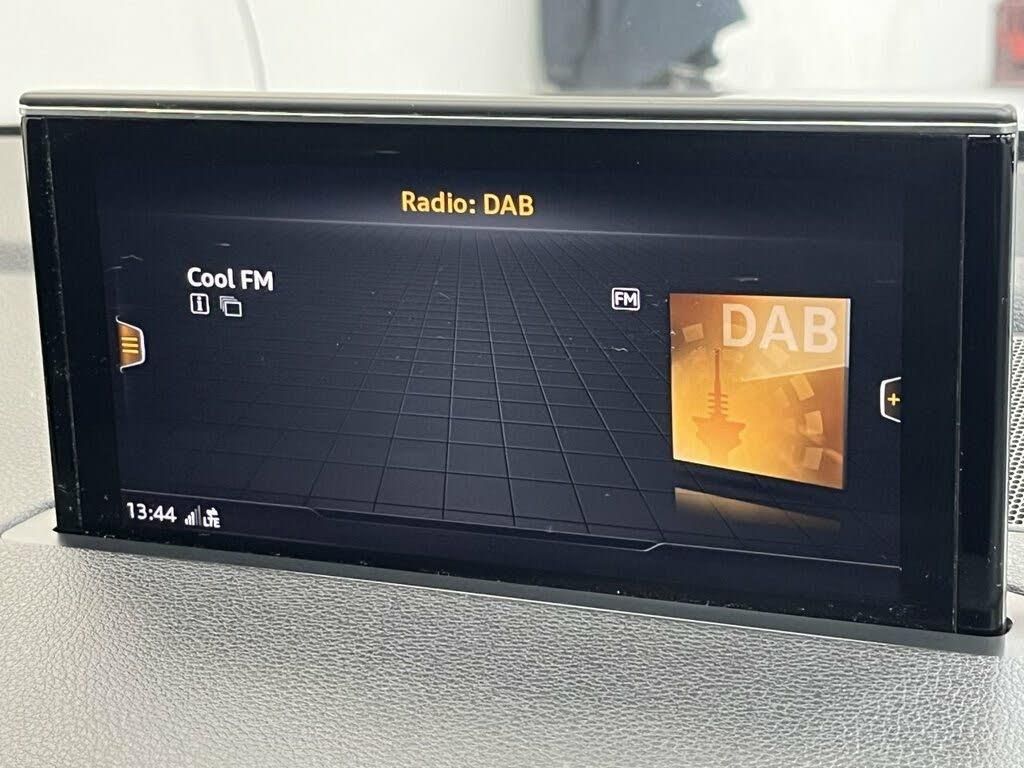 Radio: DAB
Cool FM
FM
DAB
13:44 LTE